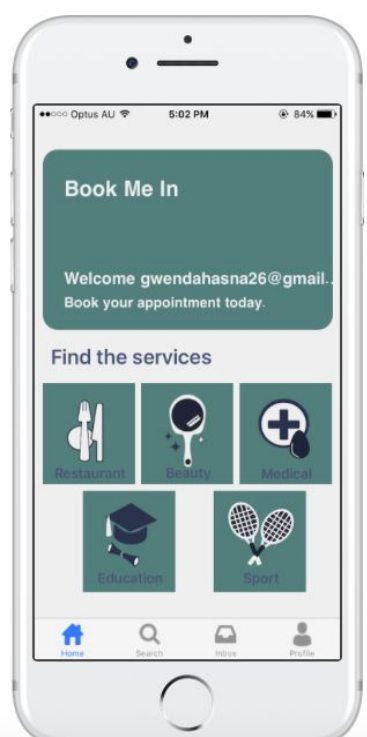 Optus AU 5:02 PM 84%
Book Me In
Welcome gwendahasna26@gmail..
Book your appointment today.
Find the services
Restaurant Beauty Medical
Education Sport
Home Search Inbox Profile